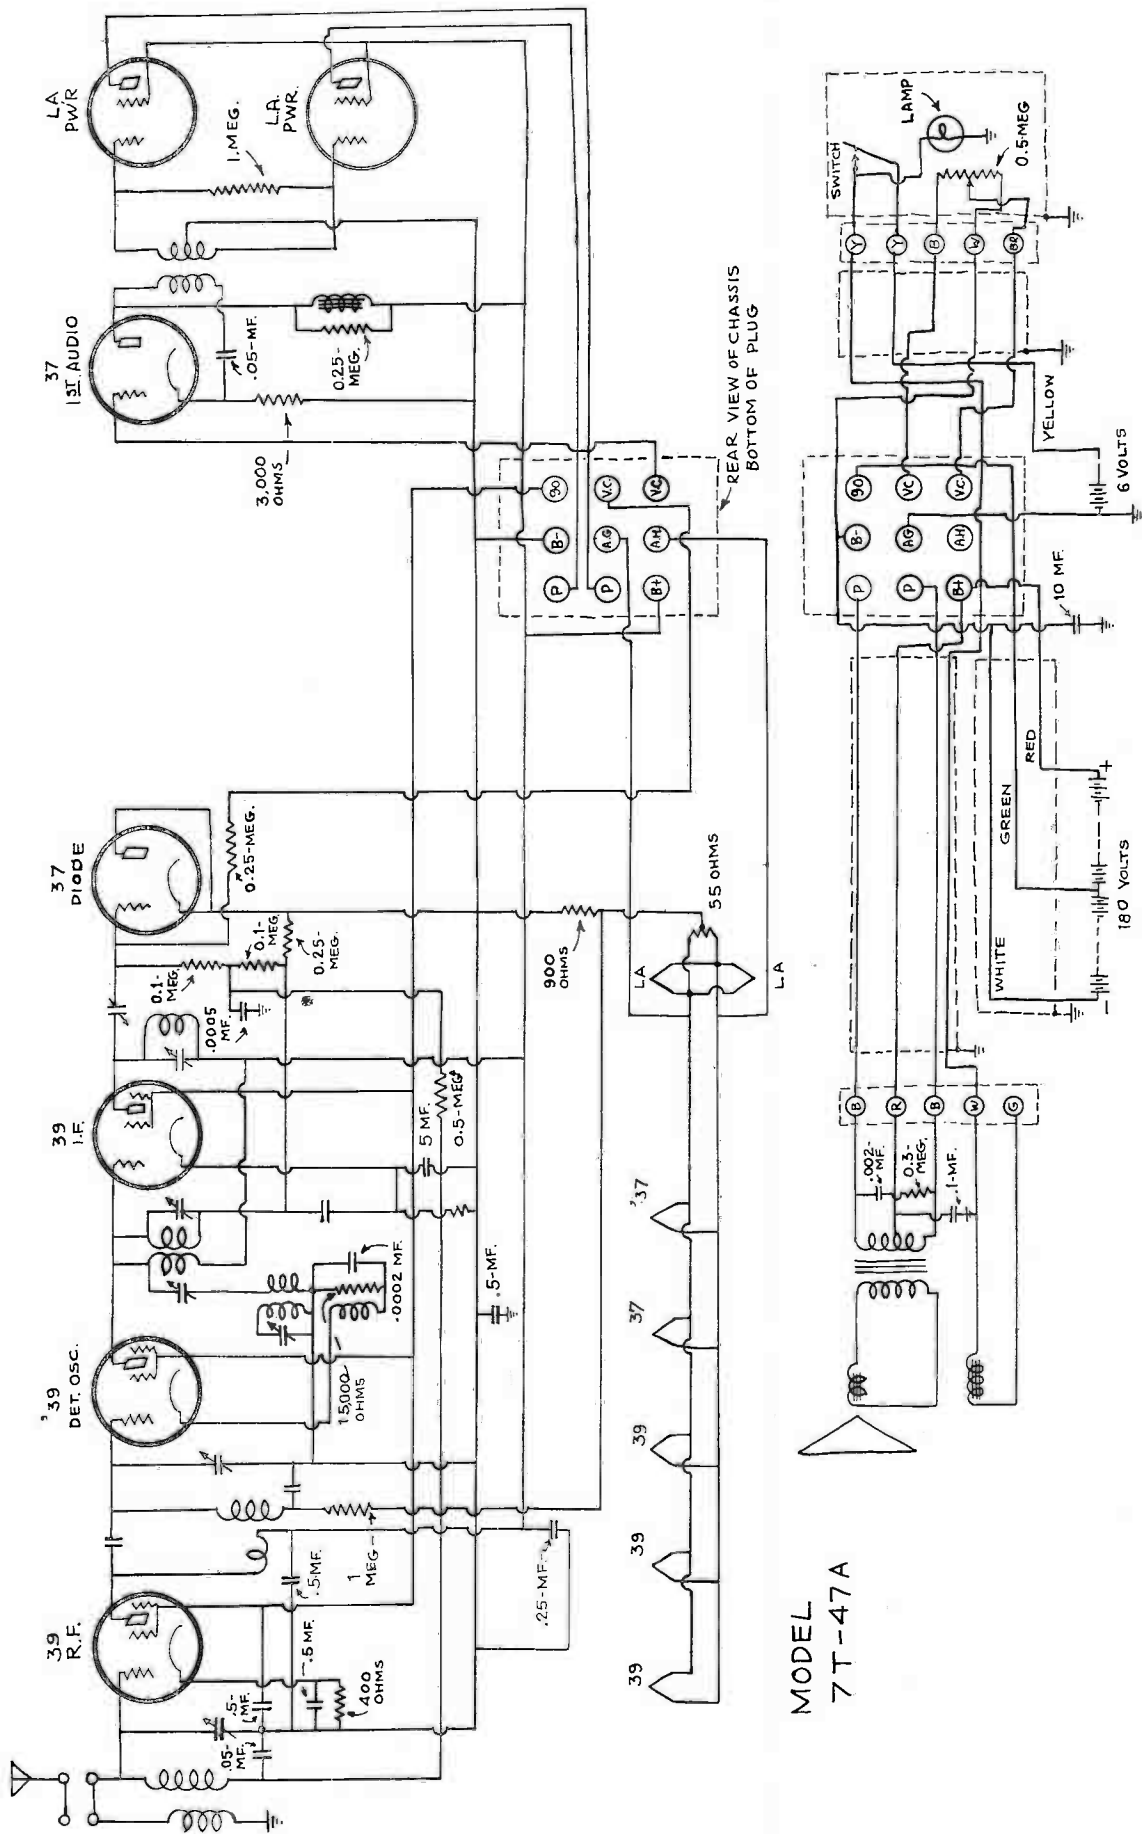 39
R.F.
'39
DET. OSC.
39
I.F.
37
DIODE
37
1ST AUDIO
LA
PWR
L.A.
PWR.
.05-
MF.
.5-
MF.
.5 MF.
400
OHMS
.5-MF.
1
MEG-
.25-MF.
15,000
OHMS
.0002 MF.
.5-MF.
.5 MF.
0.5-MEG
.0005
MF.
0.1-
MEG.
0.1-
MEG.
0.25-
MEG.
0.25-MEG.
900
OHMS
3,000
OHMS
.05-MF.
0.25-
MEG.
1.MEG.
P
B-
90
P
A.G
V.C.
B+
A.H.
V.C.
REAR VIEW OF CHASSIS
BOTTOM OF PLUG
39
39
39
37
'37
LA
LA
55 OHMS
MODEL
7T-47A
B
R
B
W
G
.002-
MF.
0.3-
MEG.
.1-MF.
WHITE
GREEN
RED
- 
+
180 VOLTS
P
B-
90
P
AG
VC
B+
A.H.
V.C.
10 MF.
YELLOW
6 VOLTS
Y
Y
B
W
BR
SWITCH
LAMP
0.5-MEG